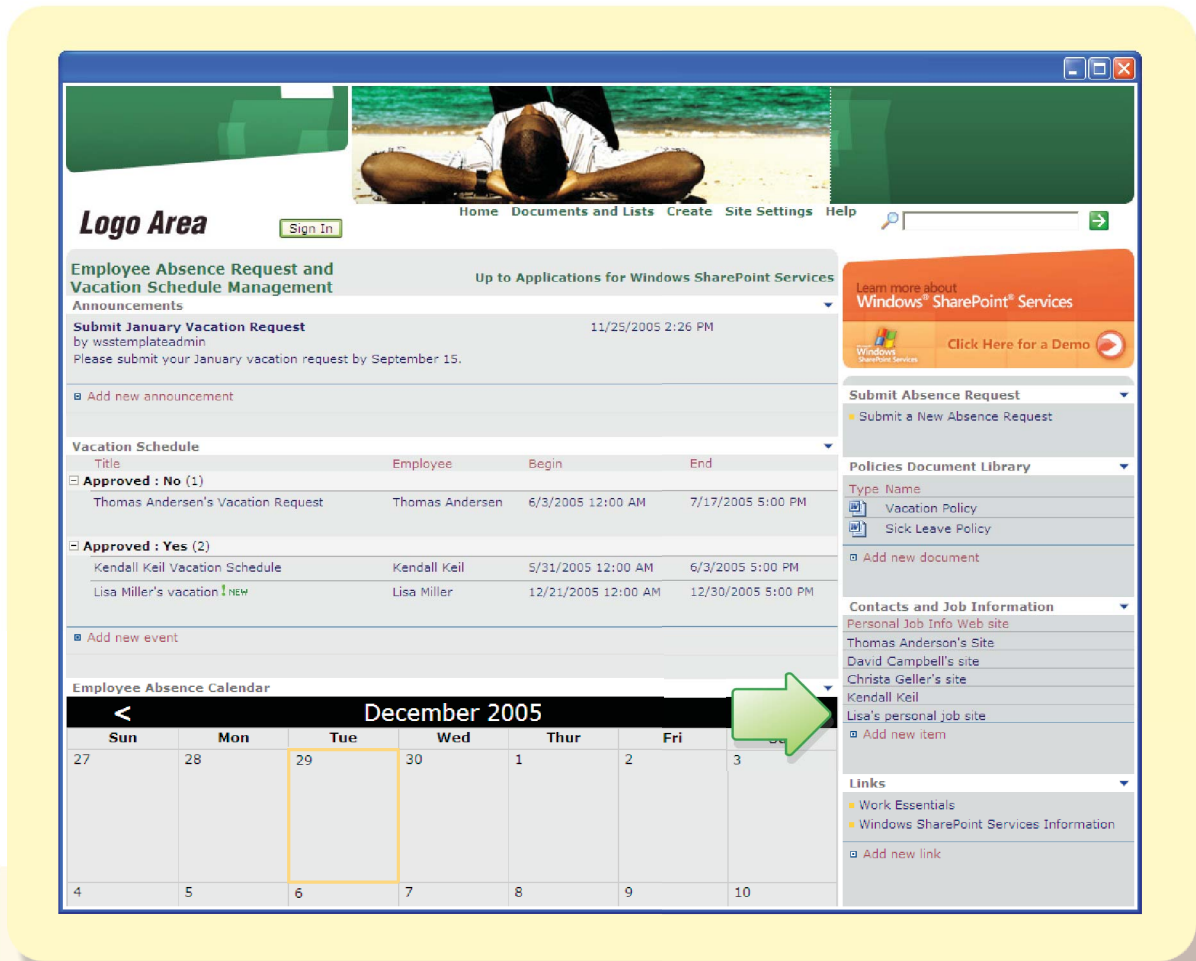 Home Documents and Lists Create Site Settings Help
Logo Area
Sign In
Employee Absence Request and
Vacation Schedule Management
Up to Applications for Windows SharePoint Services
Announcements
Submit January Vacation Request 11/25/2005 2:26 PM
by wsstemplateadmin
Please submit your January vacation request by September 15.
Add new announcement
Vacation Schedule
Title Employee Begin End
Approved : No (1)
Thomas Andersen's Vacation Request Thomas Andersen 6/3/2005 12:00 AM 7/17/2005 5:00 PM
Approved : Yes (2)
Kendall Keil Vacation Schedule Kendall Keil 5/31/2005 12:00 AM 6/3/2005 5:00 PM
Lisa Miller's vacation ! NEW Lisa Miller 12/21/2005 12:00 AM 12/30/2005 5:00 PM
Add new event
Employee Absence Calendar
< December 2005
Sun Mon Tue Wed Thur Fri
27 28 29 30 1 2 3
4 5 6 7 8 9 10
Learn more about
Windows® SharePoint® Services
Windows
SharePoint Services
Click Here for a Demo
Submit Absence Request
Submit a New Absence Request
Policies Document Library
Type Name
Vacation Policy
Sick Leave Policy
Add new document
Contacts and Job Information
Personal Job Info Web site
Thomas Anderson's Site
David Campbell's site
Christa Geller's site
Kendall Keil
Lisa's personal job site
Add new item
Links
Work Essentials
Windows SharePoint Services Information
Add new link